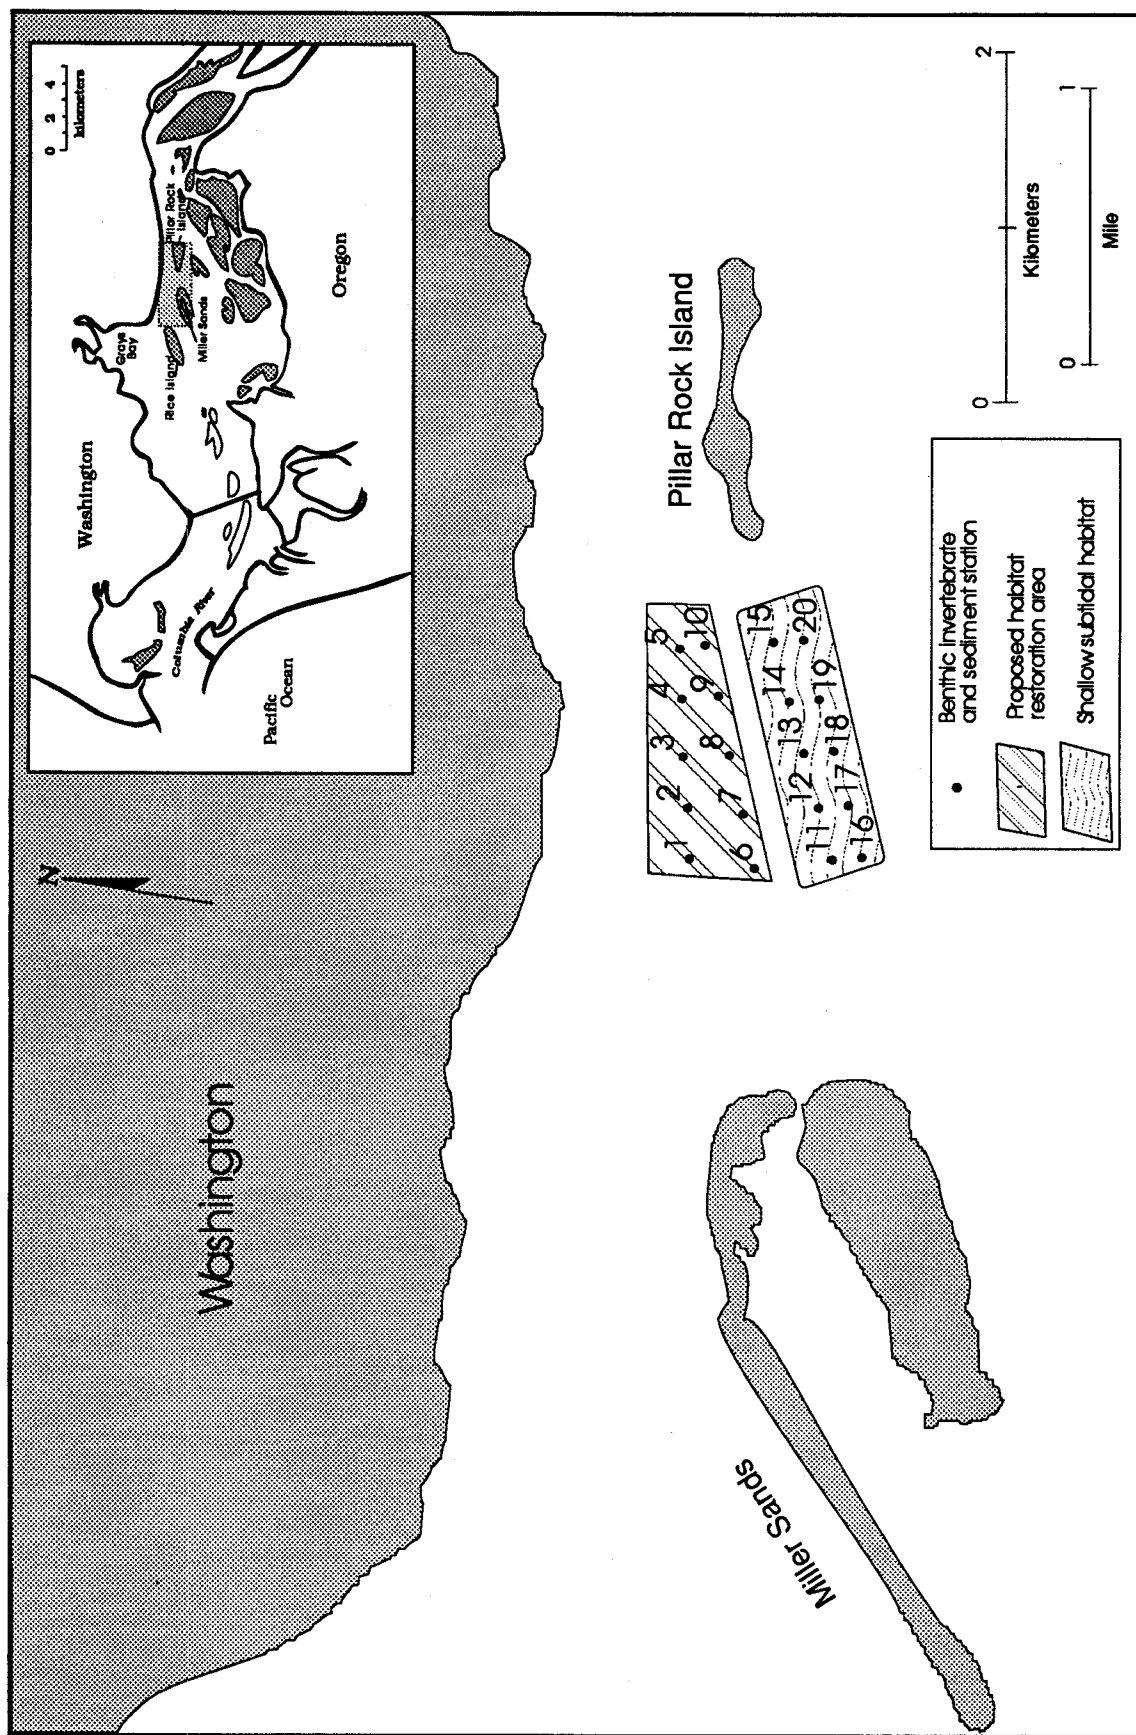 Washington
N
Miller Sands
Pillar Rock Island
1
2
3
4
5
6
7
8
9
10
11
12
13
14
15
16
17
18
19
20
Washington
Grays
Bay
Rice Island
Miller Sands
Pillar Rock
Island
Columbia River
Pacific
Ocean
Oregon
0 2 4
kilometers
Benthic invertebrate
and sediment station
Proposed habitat
restoration area
Shallow subtidal habitat
0 2
Kilometers
0 1
Mile